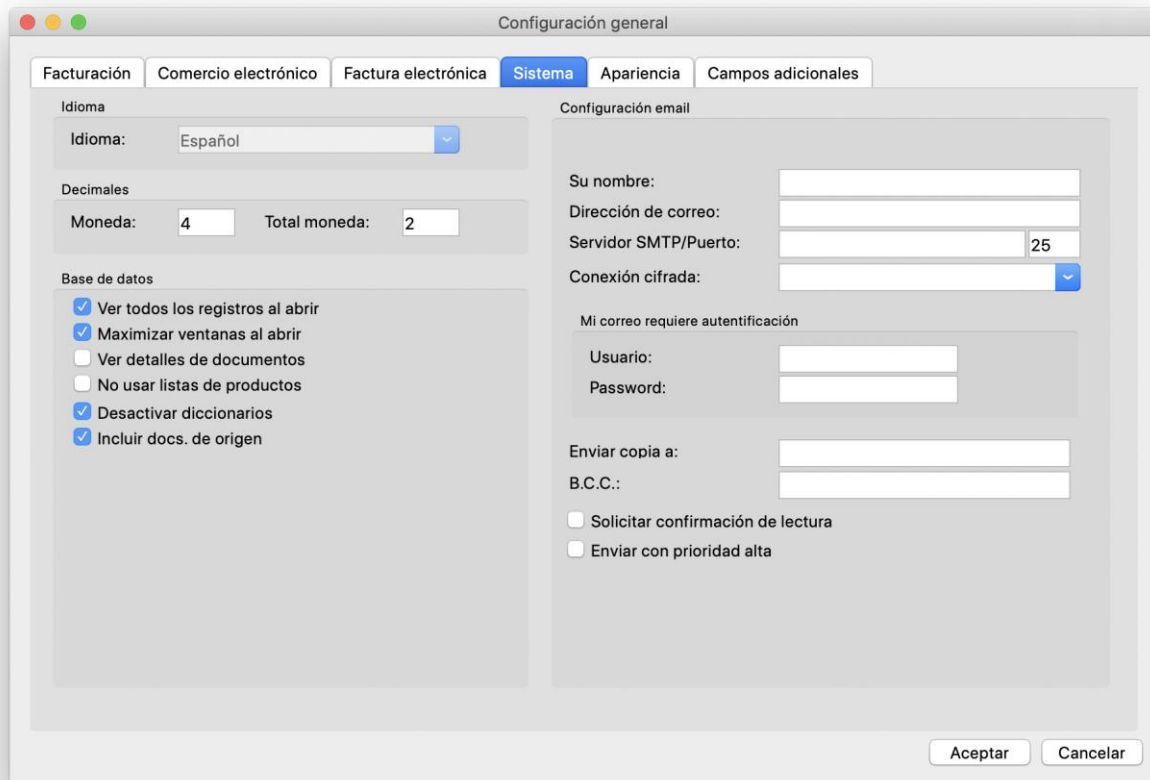 Configuración general
Facturación
Comercio electrónico
Factura electrónica
Sistema
Apariencia
Campos adicionales
Idioma
Idioma:
Español
Decimales
Moneda:
4
Total moneda:
2
Base de datos
Ver todos los registros al abrir
Maximizar ventanas al abrir
Ver detalles de documentos
No usar listas de productos
Desactivar diccionarios
Incluir docs. de origen
Configuración email
Su nombre:
Dirección de correo:
Servidor SMTP/Puerto:
25
Conexión cifrada:
Mi correo requiere autentificación
Usuario:
Password:
Enviar copia a:
B.C.C.:
Solicitar confirmación de lectura
Enviar con prioridad alta
Aceptar
Cancelar